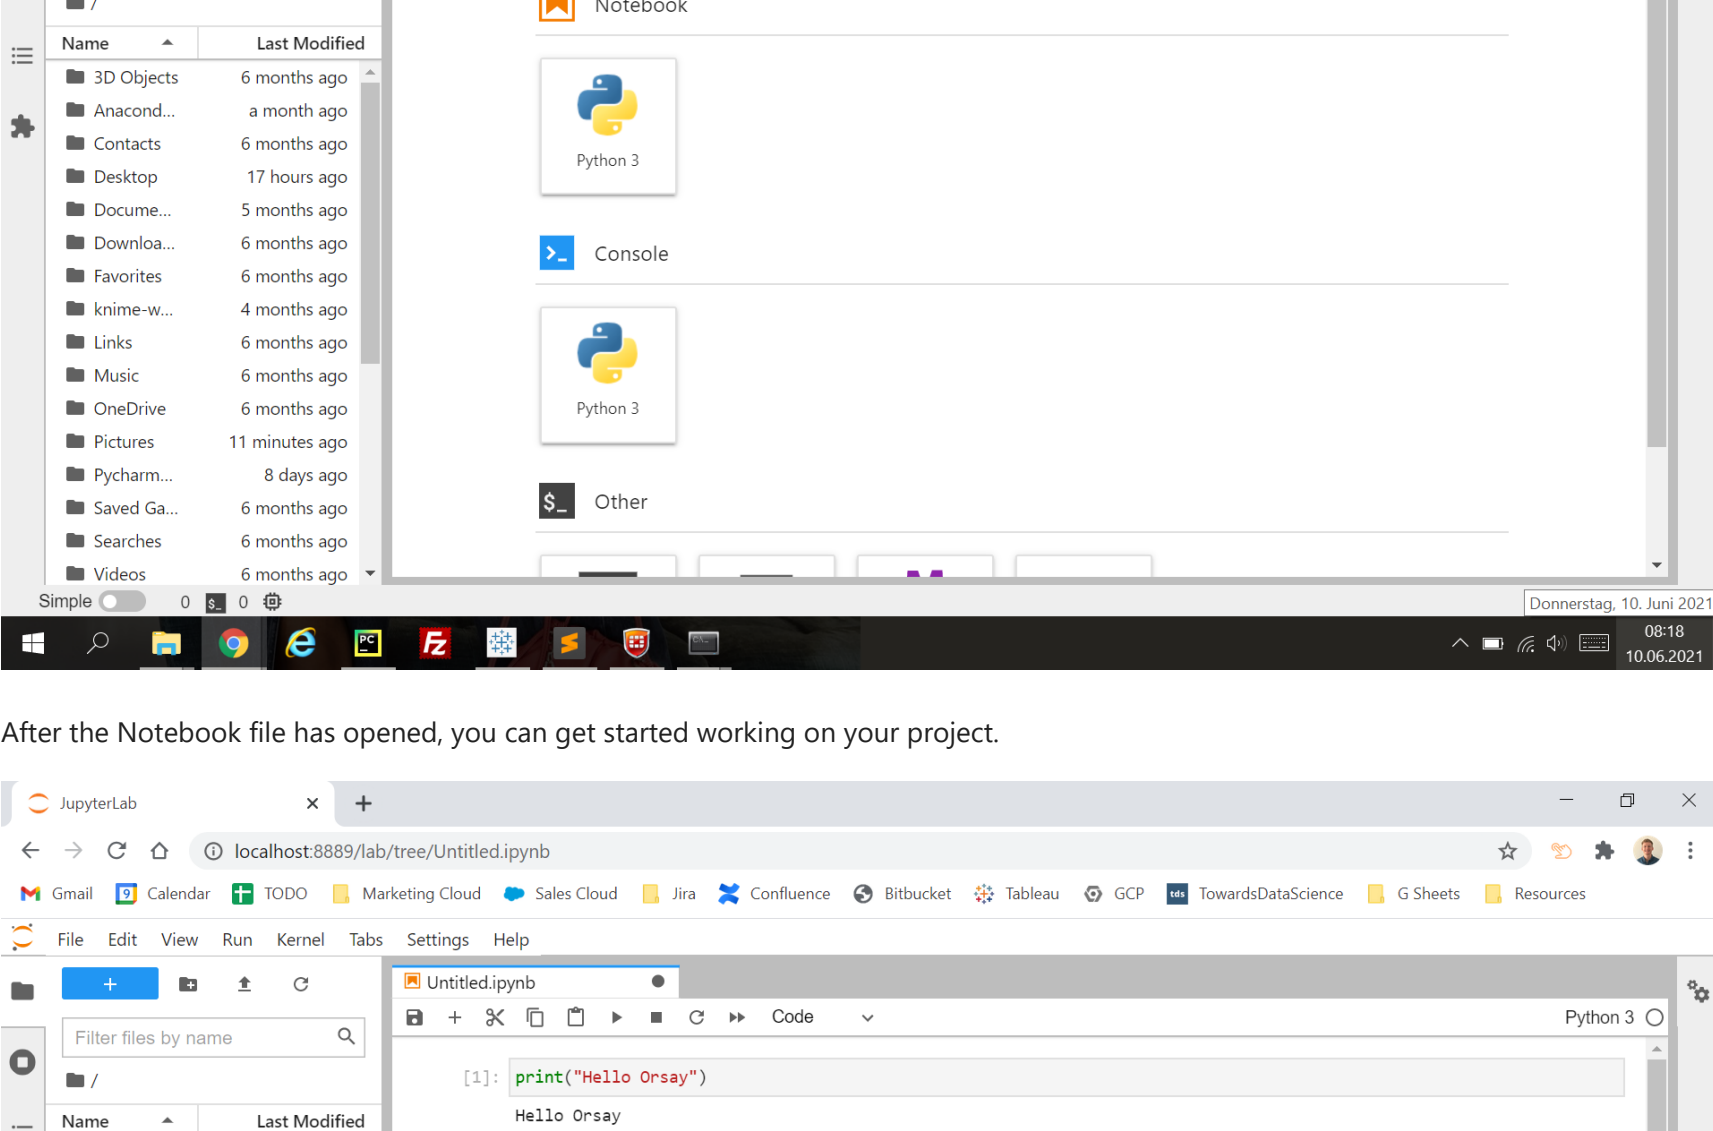 /
Notebook
Name Last Modified
3D Objects 6 months ago
Anacond... a month ago
Contacts 6 months ago
Desktop 17 hours ago
Docume... 5 months ago
Downloa... 6 months ago
Favorites 6 months ago
knime-w... 4 months ago
Links 6 months ago
Music 6 months ago
OneDrive 6 months ago
Pictures 11 minutes ago
Pycharm... 8 days ago
Saved Ga... 6 months ago
Searches 6 months ago
Videos 6 months ago
Python 3
Console
Python 3
$_ Other
Simple 0 $_ 0
Donnerstag, 10. Juni 2021
PC
FZ
08:18
10.06.2021
After the Notebook file has opened, you can get started working on your project.
JupyterLab
localhost:8889/lab/tree/Untitled.ipynb
Gmail 9 Calendar TODO Marketing Cloud Sales Cloud Jira Confluence Bitbucket Tableau GCP tds TowardsDataScience G Sheets Resources
File Edit View Run Kernel Tabs Settings Help
Untitled.ipynb
Code Python 3
Filter files by name
/
[1]: print("Hello Orsay")
Hello Orsay
Name Last Modified